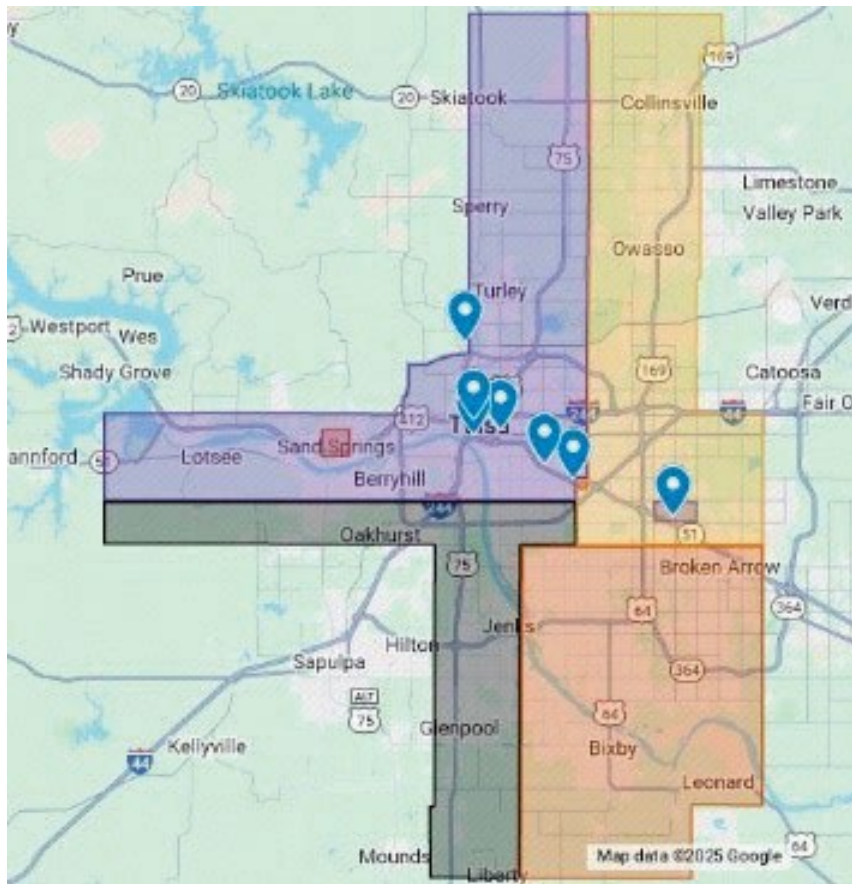 169
20
Skiatook Lake
20
Skiatook
Collinsville
75
Limestone
Valley Park
Sperry
Owasso
Prue
Turley
Westport
Wes
Verd
Shady Grove
169
Catoosa
412
244
44
Fair O
Tulsa
Sand Springs
annford
51
Lotsee
Berryhill
244
Oakhurst
51
75
Broken Arrow
64
364
Jenks
Hilton
Sapulpa
364
ALT
75
64
Glenpool
Kellyville
Bixby
44
Leonard
Mounds
Map data ©2025 Google
64
Liberty